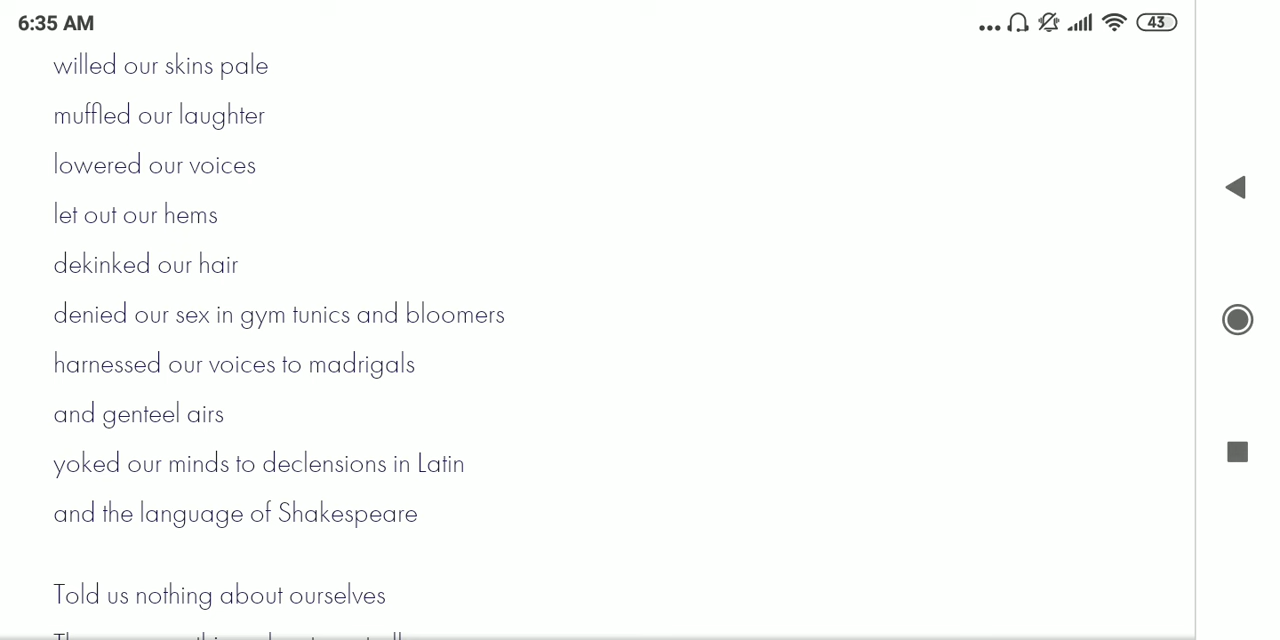 6:35 AM
43
willed our skins pale
muffled our laughter
lowered our voices
let out our hems
dekinked our hair
denied our sex in gym tunics and bloomers
harnessed our voices to madrigals
and genteel airs
yoked our minds to declensions in Latin
and the language of Shakespeare
Told us nothing about ourselves